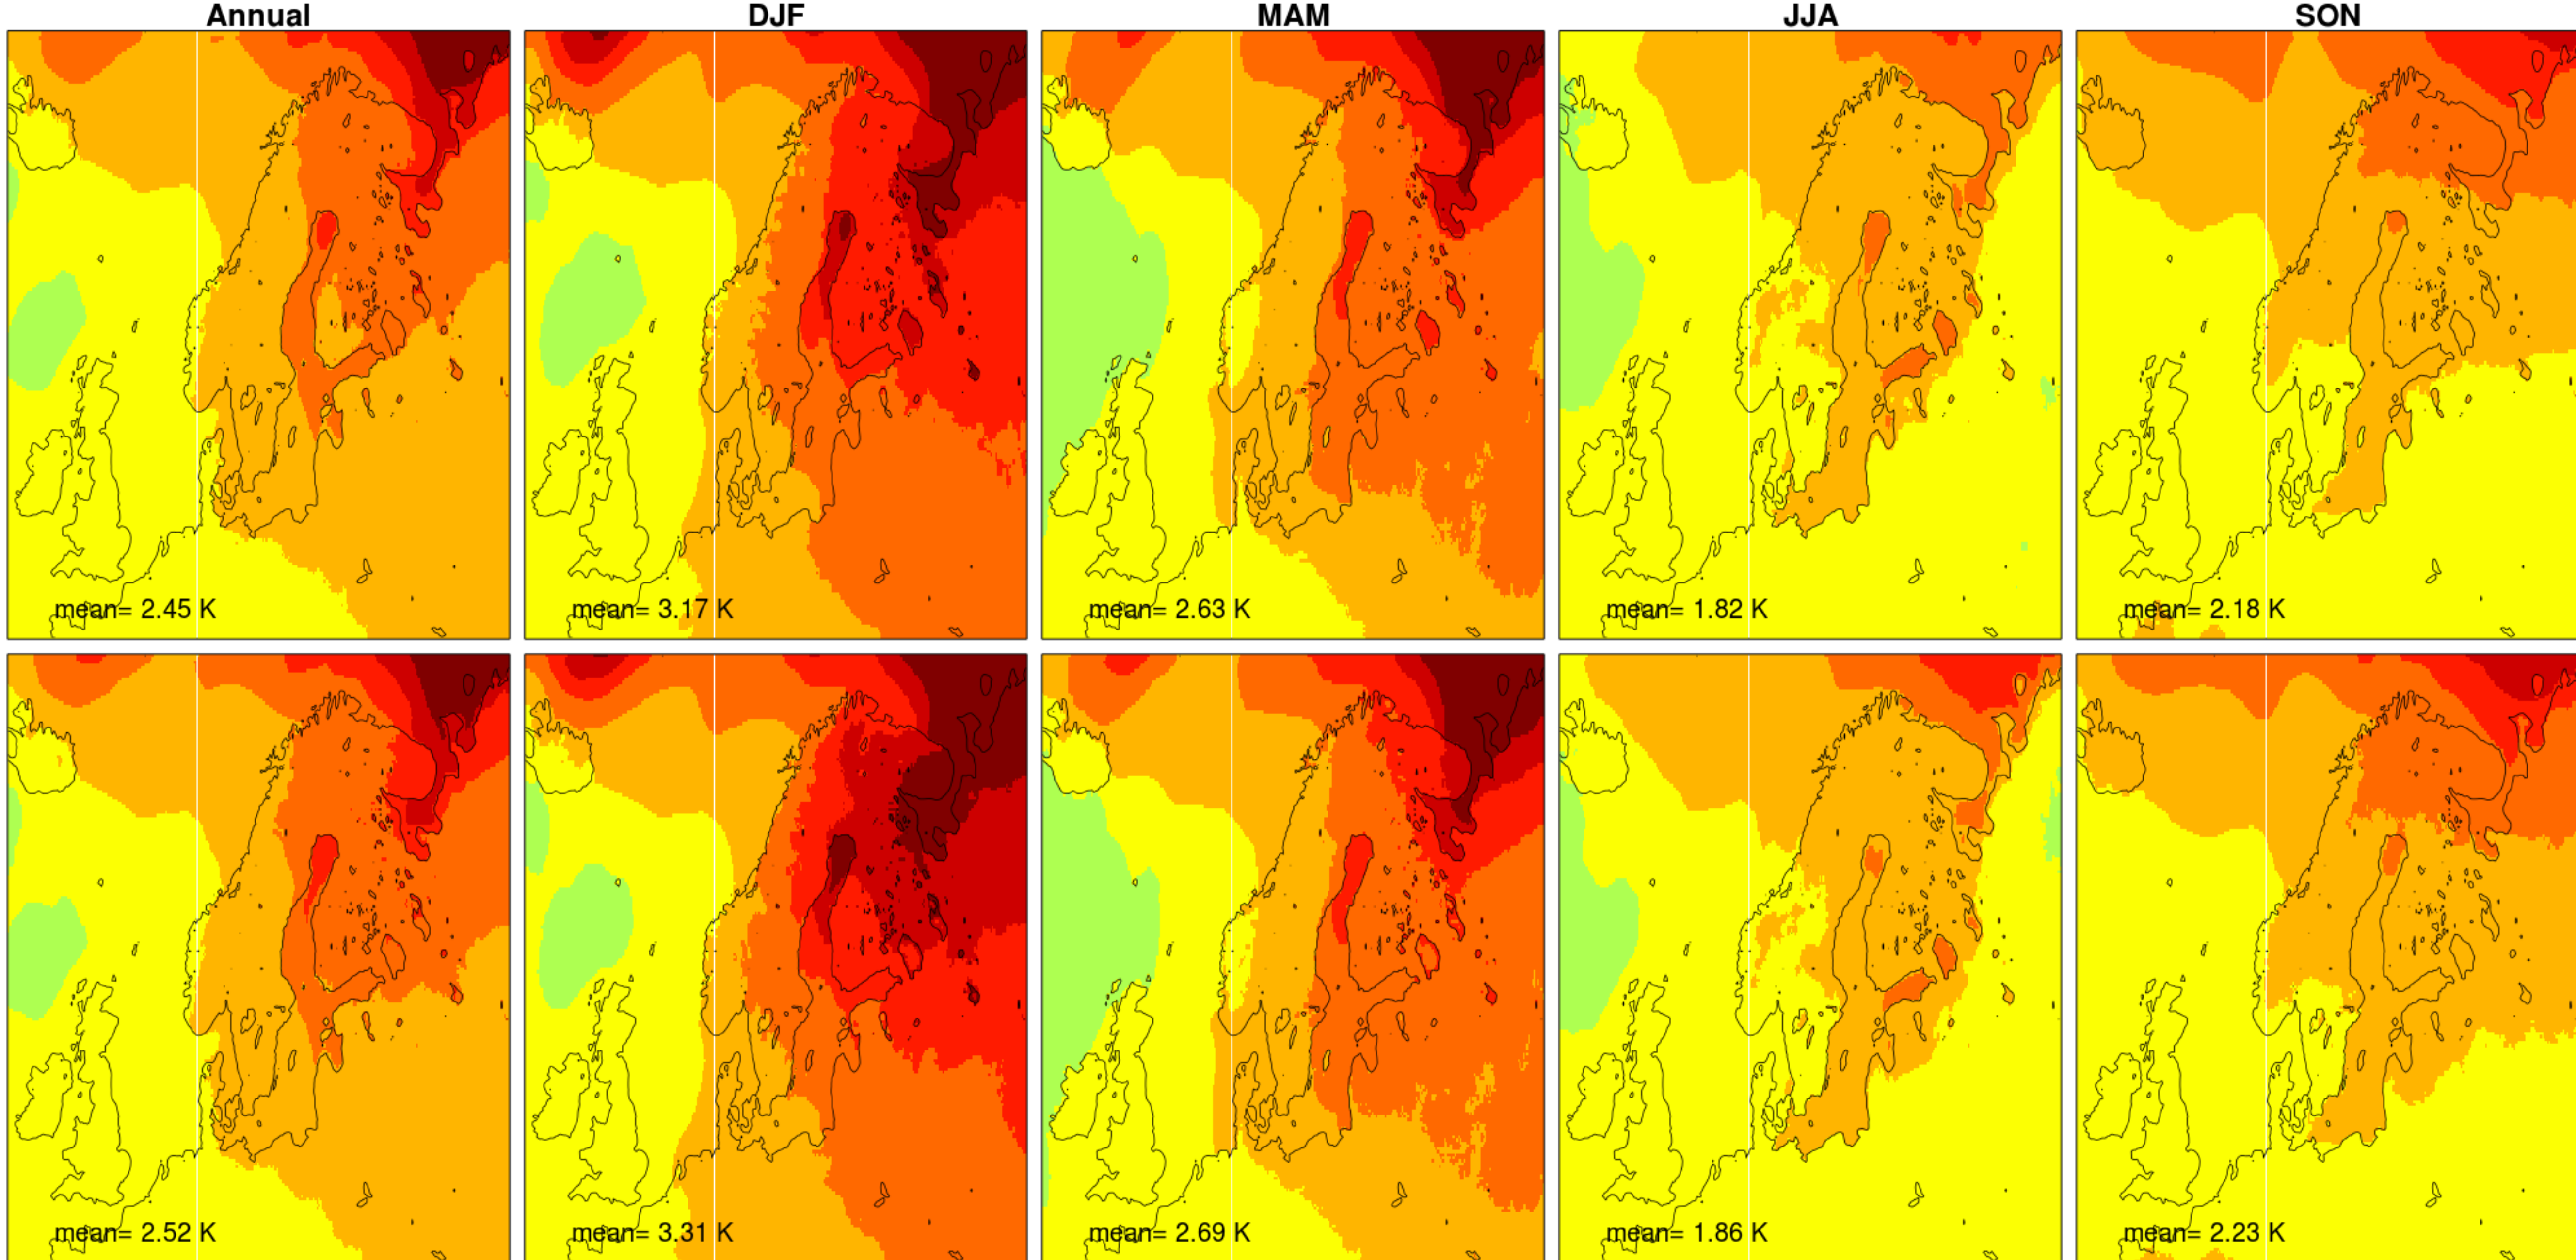 Annual DJF MAM JJA SON
mean= 2.45 K mean= 3.17 K mean= 2.63 K mean= 1.82 K mean= 2.18 K
mean= 2.52 K mean= 3.31 K mean= 2.69 K mean= 1.86 K mean= 2.23 K